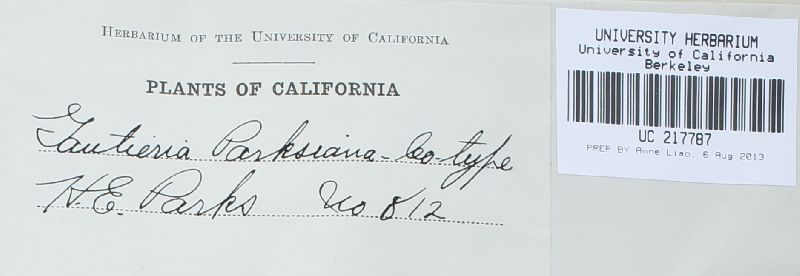 HERBARIUM OF THE UNIVERSITY OF CALIFORNIA
PLANTS OF CALIFORNIA
Gautieria Parksiana - Co-type
H.E. Parks No 812
UNIVERSITY HERBARIUM
University of California
Berkeley
UC 217787
PREP BY Anne Liao, 6 Aug 2013